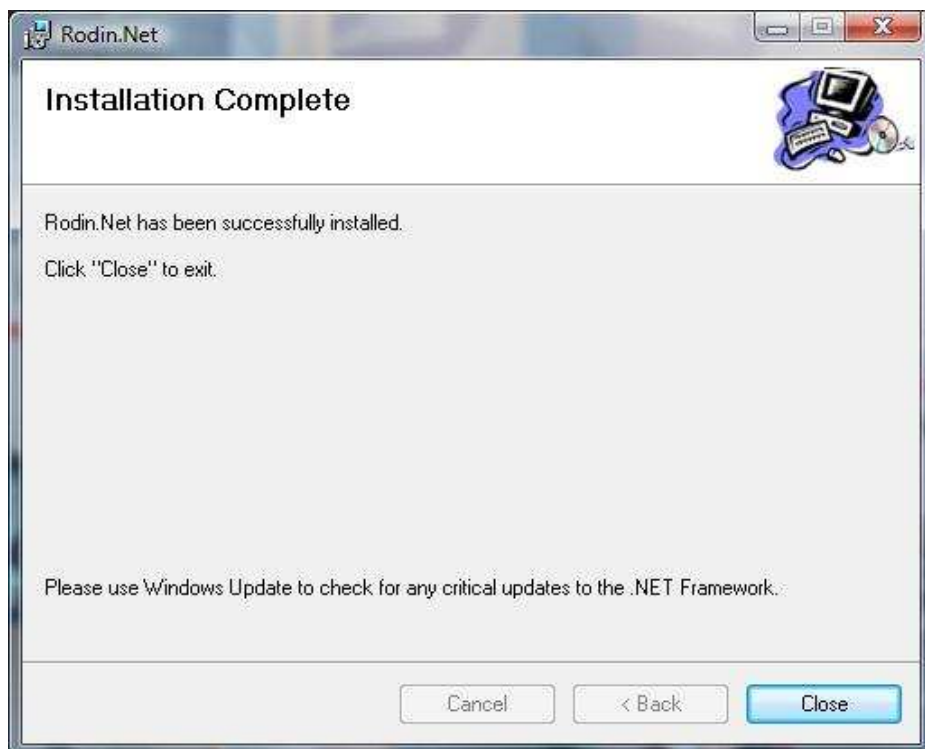 Rodin.Net
Installation Complete
Rodin.Net has been successfully installed.
Click "Close" to exit.
Please use Windows Update to check for any critical updates to the .NET Framework.
Cancel
< Back
Close